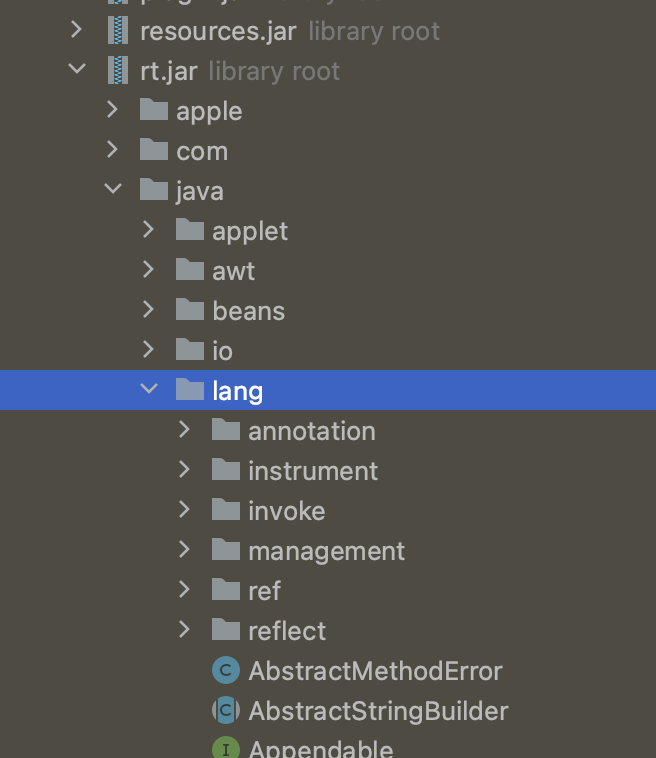 resources.jar library root
rt.jar library root
apple
com
java
applet
awt
beans
io
lang
annotation
instrument
invoke
management
ref
reflect
C AbstractMethodError
C AbstractStringBuilder
I Appendable